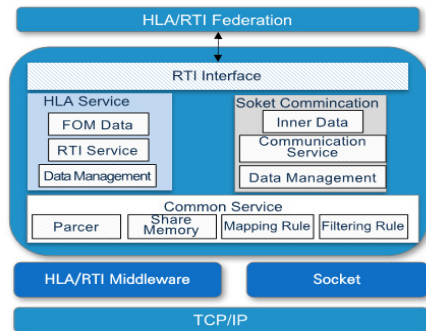 HLA/RTI Federation
RTI Interface
HLA Service
FOM Data
RTI Service
Data Management
Soket Commincation
Inner Data
Communication
Service
Data Management
Common Service
Parcer
Share
Memory
Mapping Rule
Filtering Rule
HLA/RTI Middleware
Socket
TCP/IP